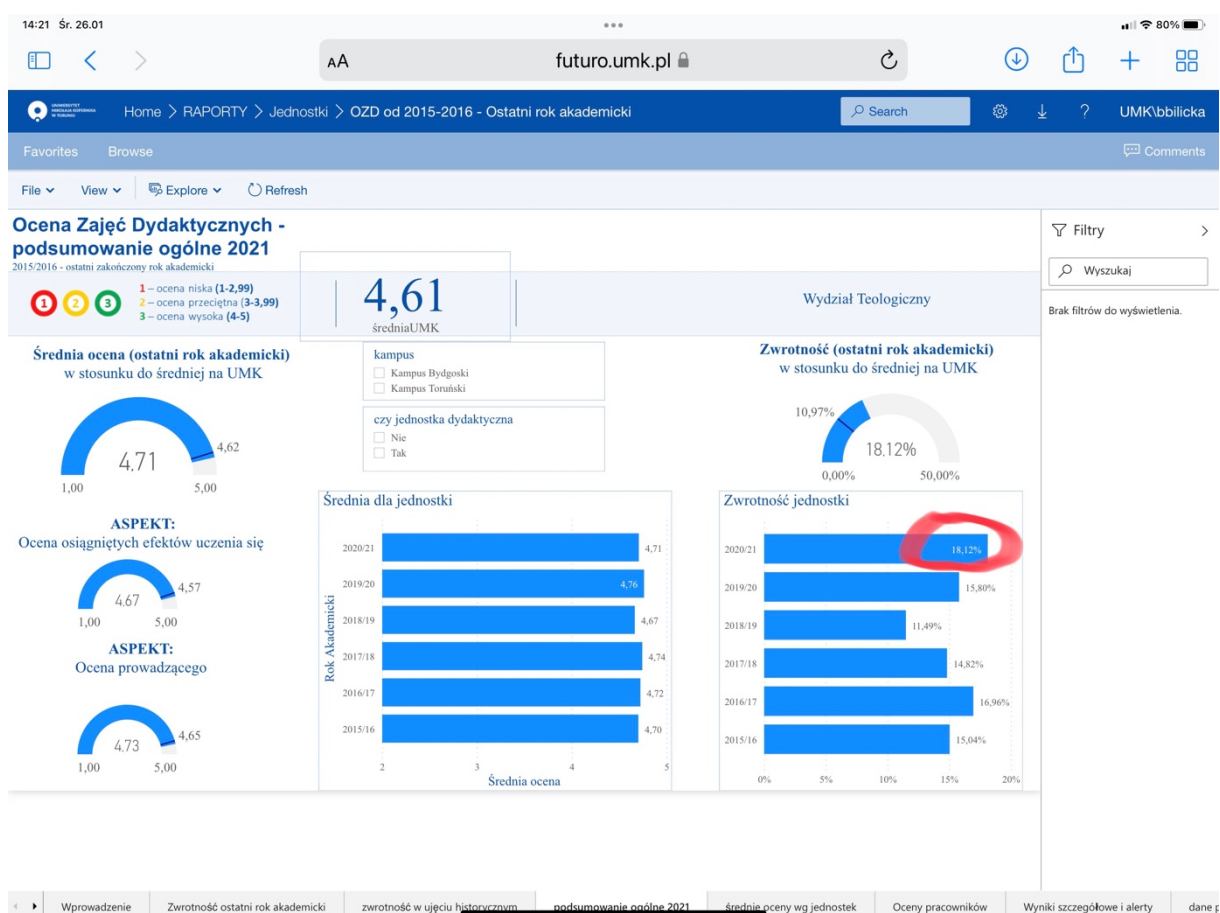 14:21 Śr. 26.01
80%
AA
futuro.umk.pl
UNIWERSYTET
MIKOŁAJA KOPERNIKA
W TORUNIU
Home > RAPORTY > Jednostki > OZD od 2015-2016 - Ostatni rok akademicki
Search
?
UMK\bbilicka
Favorites
Browse
Comments
File
View
Explore
Refresh
Ocena Zajęć Dydaktycznych -
podsumowanie ogólne 2021
2015/2016 - ostatni zakończony rok akademicki
1 2 3
1 – ocena niska (1-2,99)
2 – ocena przeciętna (3-3,99)
3 – ocena wysoka (4-5)
4,61
średniaUMK
Wydział Teologiczny
Filtry
Wyszukaj
Brak filtrów do wyświetlenia.
Średnia ocena (ostatni rok akademicki)
w stosunku do średniej na UMK
4,62
4,71
1,00
5,00
kampus
Kampus Bydgoski
Kampus Toruński
czy jednostka dydaktyczna
Nie
Tak
Zwrotność (ostatni rok akademicki)
w stosunku do średniej na UMK
10,97%
18,12%
0,00%
50,00%
ASPEKT:
Ocena osiągniętych efektów uczenia się
4,57
4,67
1,00
5,00
ASPEKT:
Ocena prowadzącego
4,65
4,73
1,00
5,00
Średnia dla jednostki
Rok Akademicki
2020/21 4,71
2019/20 4,76
2018/19 4,67
2017/18 4,74
2016/17 4,72
2015/16 4,70
2 3 4 5
Średnia ocena
Zwrotność jednostki
2020/21 18,12%
2019/20 15,80%
2018/19 11,49%
2017/18 14,82%
2016/17 16,96%
2015/16 15,04%
0% 5% 10% 15% 20%
Wprowadzenie
Zwrotność ostatni rok akademicki
zwrotność w ujęciu historycznym
podsumowanie ogólne 2021
średnie oceny wg jednostek
Oceny pracowników
Wyniki szczegółowe i alerty
dane p